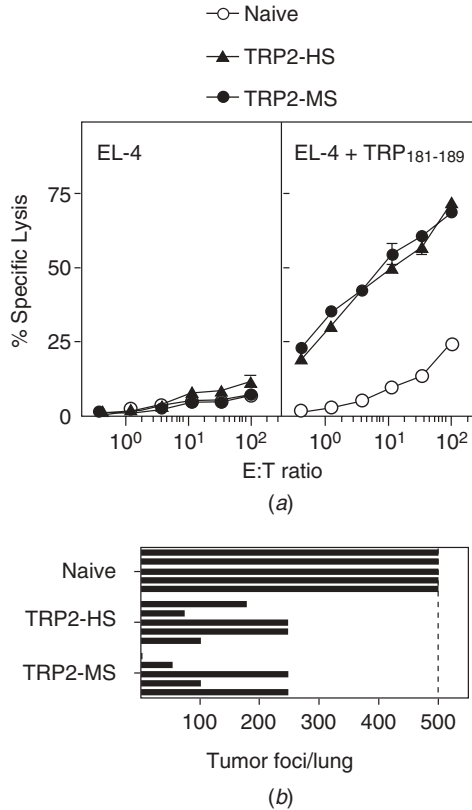 Naive
TRP2-HS
TRP2-MS
EL-4
EL-4 + TRP181-189
% Specific Lysis
75
50
25
0
10^0 10^1 10^2 10^0 10^1 10^2
E:T ratio
(a)
Naive
TRP2-HS
TRP2-MS
100 200 300 400 500
Tumor foci/lung
(b)